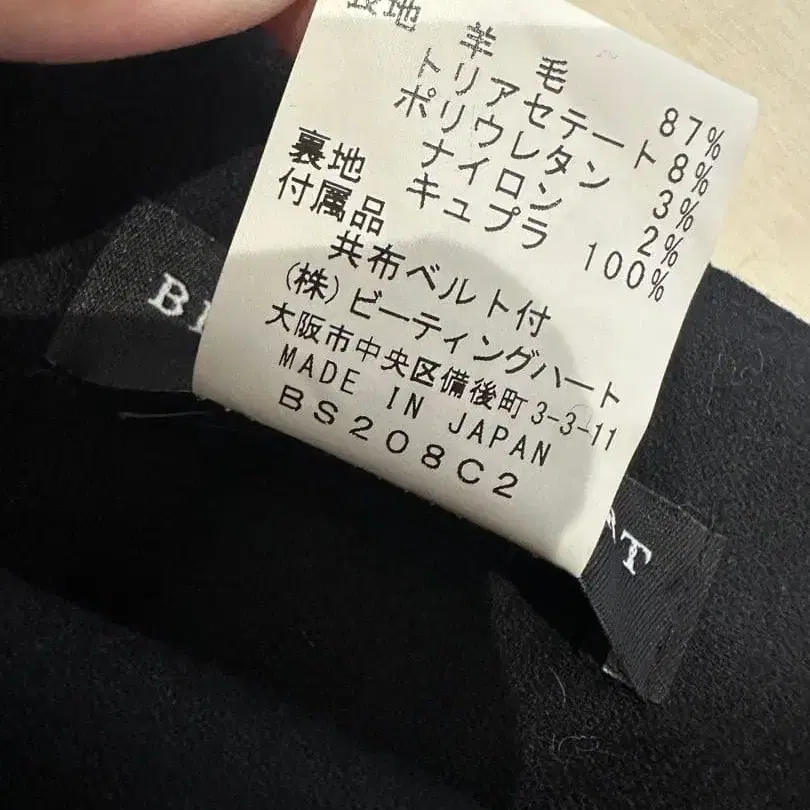 表地 羊毛 87%
トリアセテート 8%
ポリウレタン 3%
ナイロン 2%
裏地 キュプラ 100%
付属品
共布ベルト付
(株)ビーティングハート
大阪市中央区備後町3-3-11
MADE IN JAPAN
BS208C2